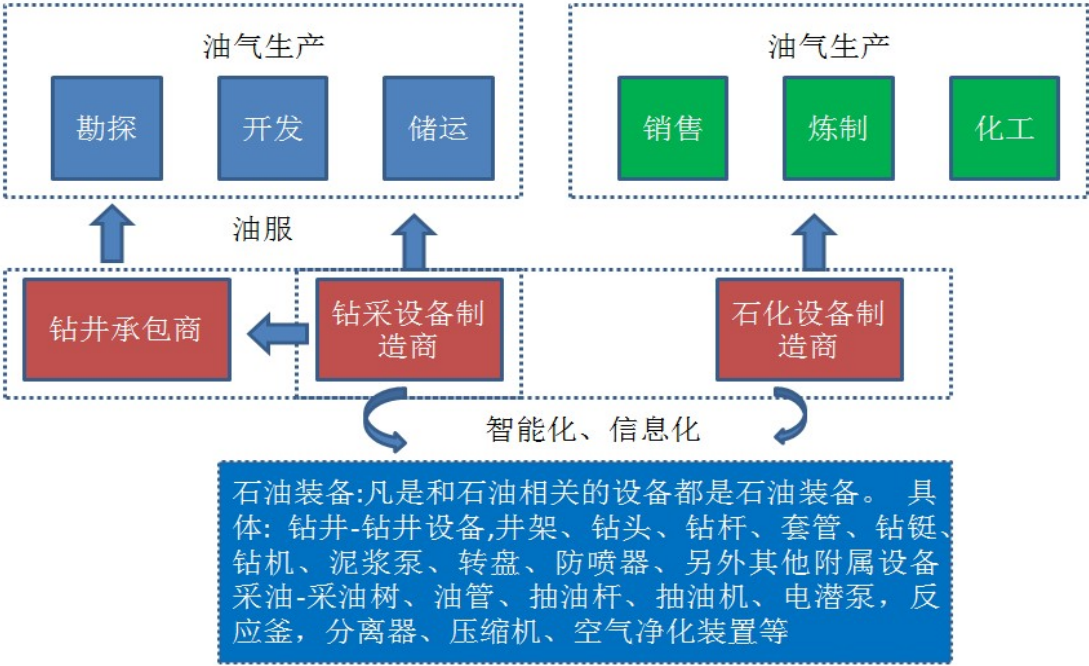 油气生产
油气生产
勘探
开发
储运
销售
炼制
化工
油服
钻井承包商
钻采设备制
造商
石化设备制
造商
智能化、信息化
石油装备:凡是和石油相关的设备都是石油装备。 具
体: 钻井-钻井设备,井架、钻头、钻杆、套管、钻铤、
钻机、泥浆泵、转盘、防喷器、另外其他附属设备
采油-采油树、油管、抽油杆、抽油机、电潜泵，反
应釜，分离器、压缩机、空气净化装置等